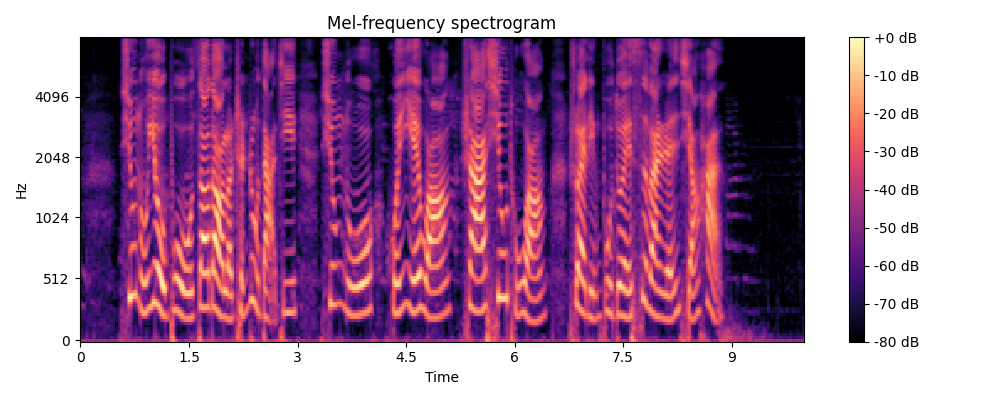 Mel-frequency spectrogram
Hz
4096
2048
1024
512
0
0 1.5 3 4.5 6 7.5 9
Time
+0 dB
-10 dB
-20 dB
-30 dB
-40 dB
-50 dB
-60 dB
-70 dB
-80 dB